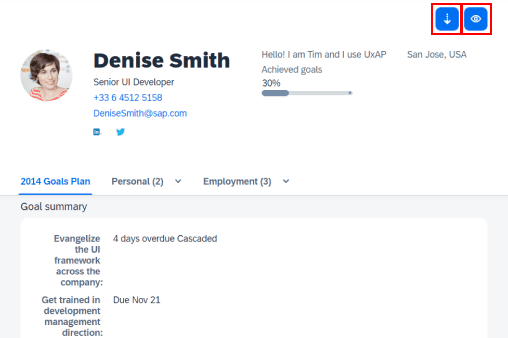 Denise Smith
Senior UI Developer
+33 6 4512 5158
DeniseSmith@sap.com
Hello! I am Tim and I use UxAP
Achieved goals
30%
San Jose, USA
2014 Goals Plan
Personal (2)
Employment (3)
Goal summary
Evangelize
the UI
framework
across the
company:
4 days overdue Cascaded
Get trained in
development
management
direction:
Due Nov 21